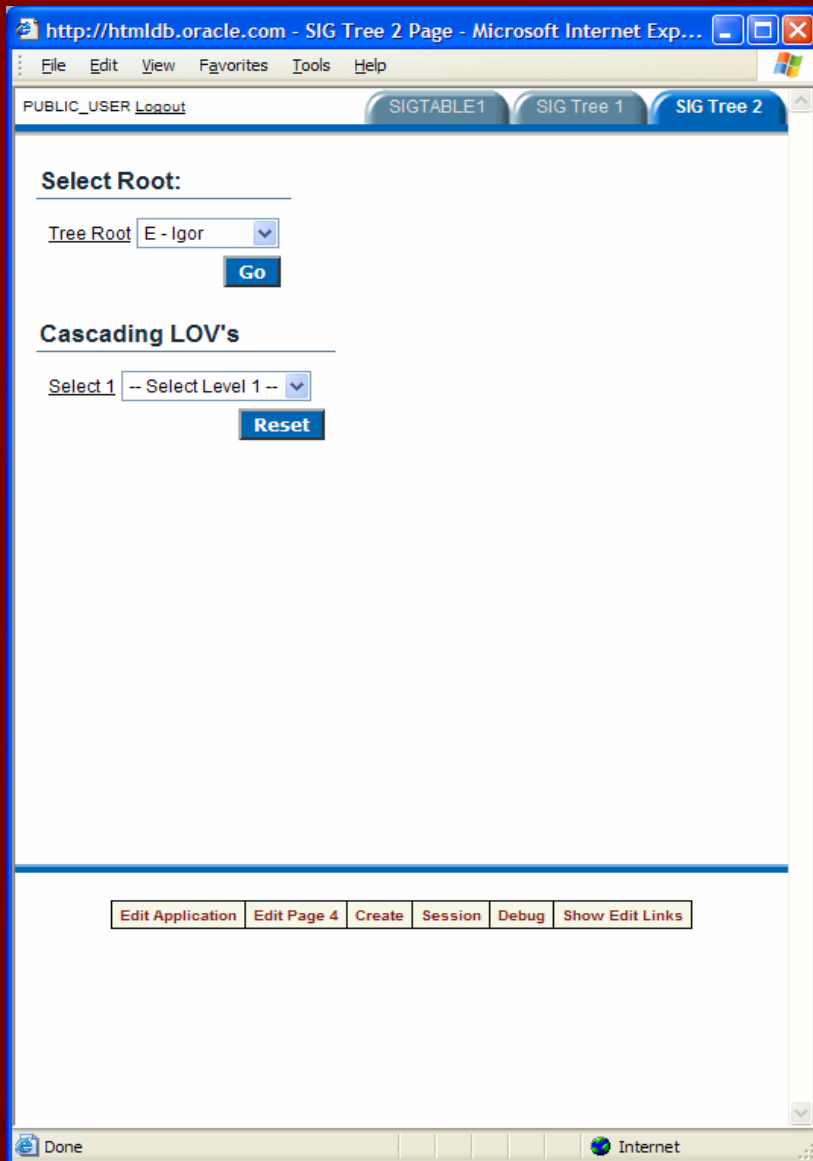 http://htmldb.oracle.com - SIG Tree 2 Page - Microsoft Internet Exp...
File Edit View Favorites Tools Help
PUBLIC_USER Logout SIGTABLE1 SIG Tree 1 SIG Tree 2
Select Root:
Tree Root E - Igor
Go
Cascading LOV's
Select 1 -- Select Level 1 --
Reset
Edit Application Edit Page 4 Create Session Debug Show Edit Links
Done Internet